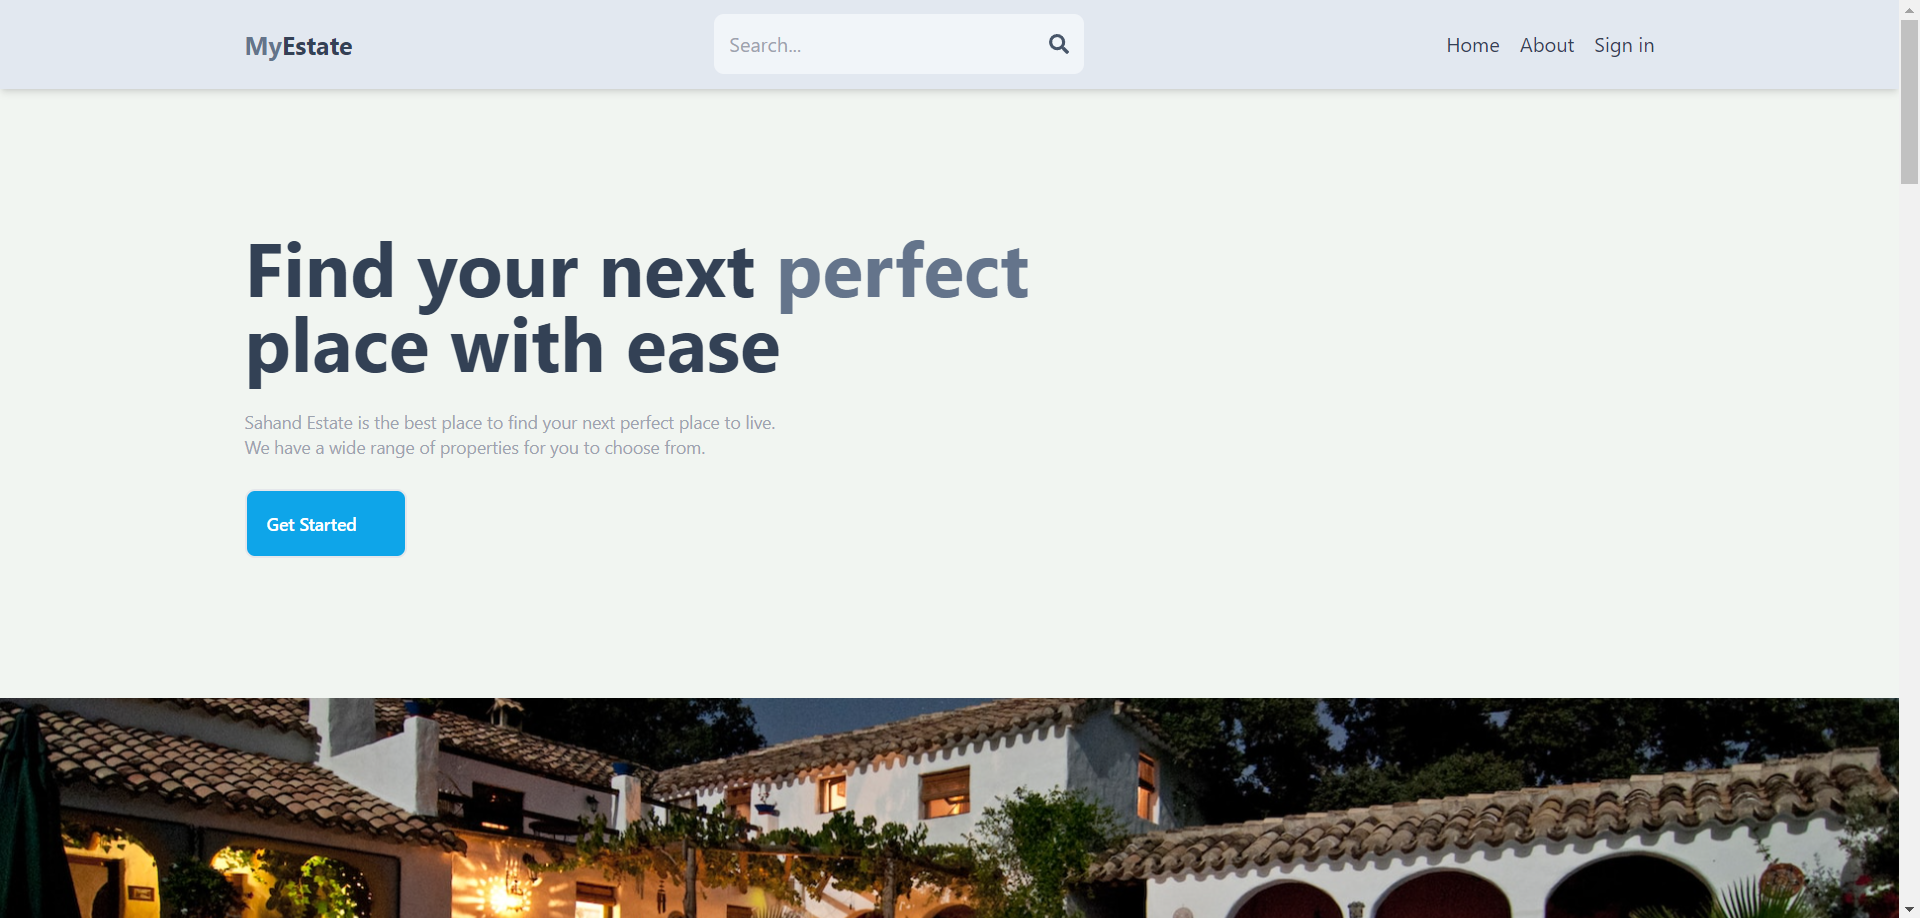 MyEstate
Search...
Home About Sign in
Find your next perfect
place with ease
Sahand Estate is the best place to find your next perfect place to live.
We have a wide range of properties for you to choose from.
Get Started